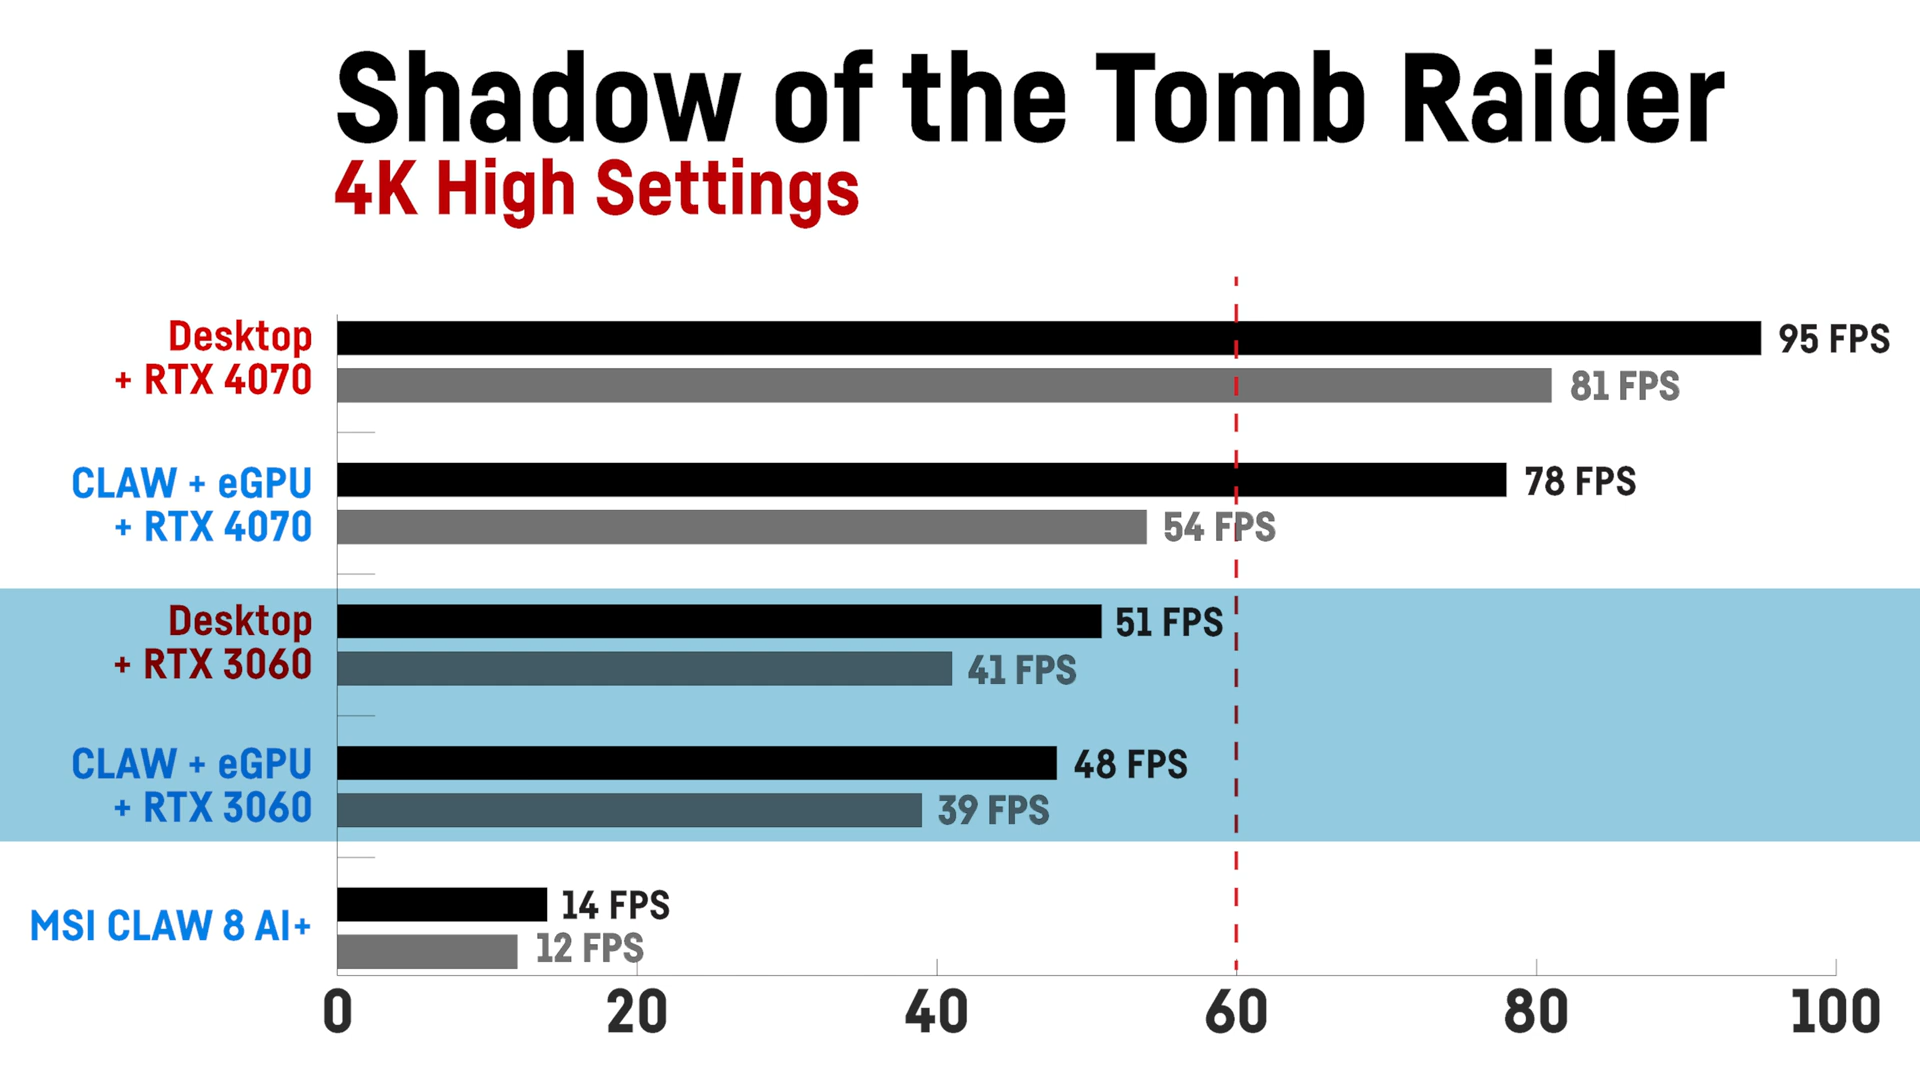 Shadow of the Tomb Raider
4K High Settings
Desktop
+ RTX 4070
95 FPS
81 FPS
CLAW + eGPU
+ RTX 4070
78 FPS
54 FPS
Desktop
+ RTX 3060
51 FPS
41 FPS
CLAW + eGPU
+ RTX 3060
48 FPS
39 FPS
MSI CLAW 8 AI+
14 FPS
12 FPS
0 20 40 60 80 100